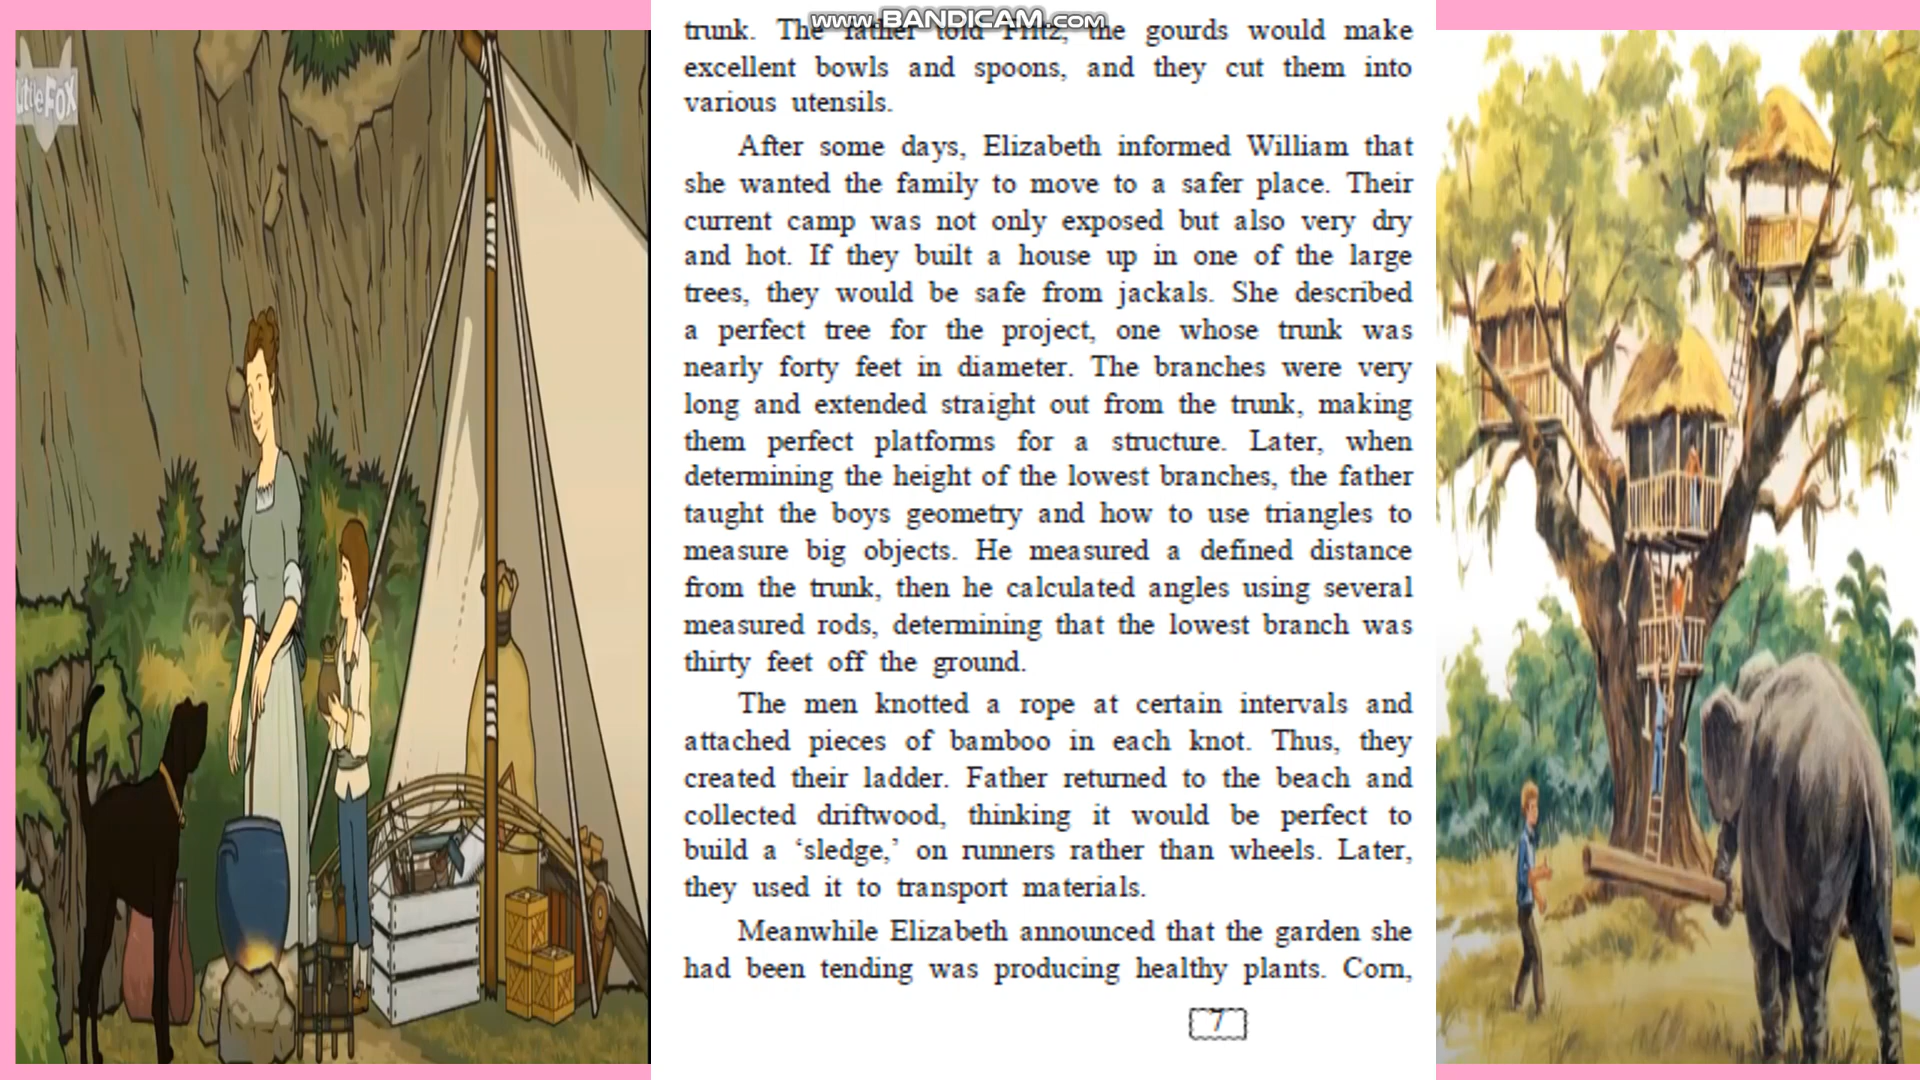 Little Fox
www.BANDICAM.com
trunk. The father told Fritz, the gourds would make
excellent bowls and spoons, and they cut them into
various utensils.
After some days, Elizabeth informed William that
she wanted the family to move to a safer place. Their
current camp was not only exposed but also very dry
and hot. If they built a house up in one of the large
trees, they would be safe from jackals. She described
a perfect tree for the project, one whose trunk was
nearly forty feet in diameter. The branches were very
long and extended straight out from the trunk, making
them perfect platforms for a structure. Later, when
determining the height of the lowest branches, the father
taught the boys geometry and how to use triangles to
measure big objects. He measured a defined distance
from the trunk, then he calculated angles using several
measured rods, determining that the lowest branch was
thirty feet off the ground.
The men knotted a rope at certain intervals and
attached pieces of bamboo in each knot. Thus, they
created their ladder. Father returned to the beach and
collected driftwood, thinking it would be perfect to
build a ‘sledge,’ on runners rather than wheels. Later,
they used it to transport materials.
Meanwhile Elizabeth announced that the garden she
had been tending was producing healthy plants. Corn,
7